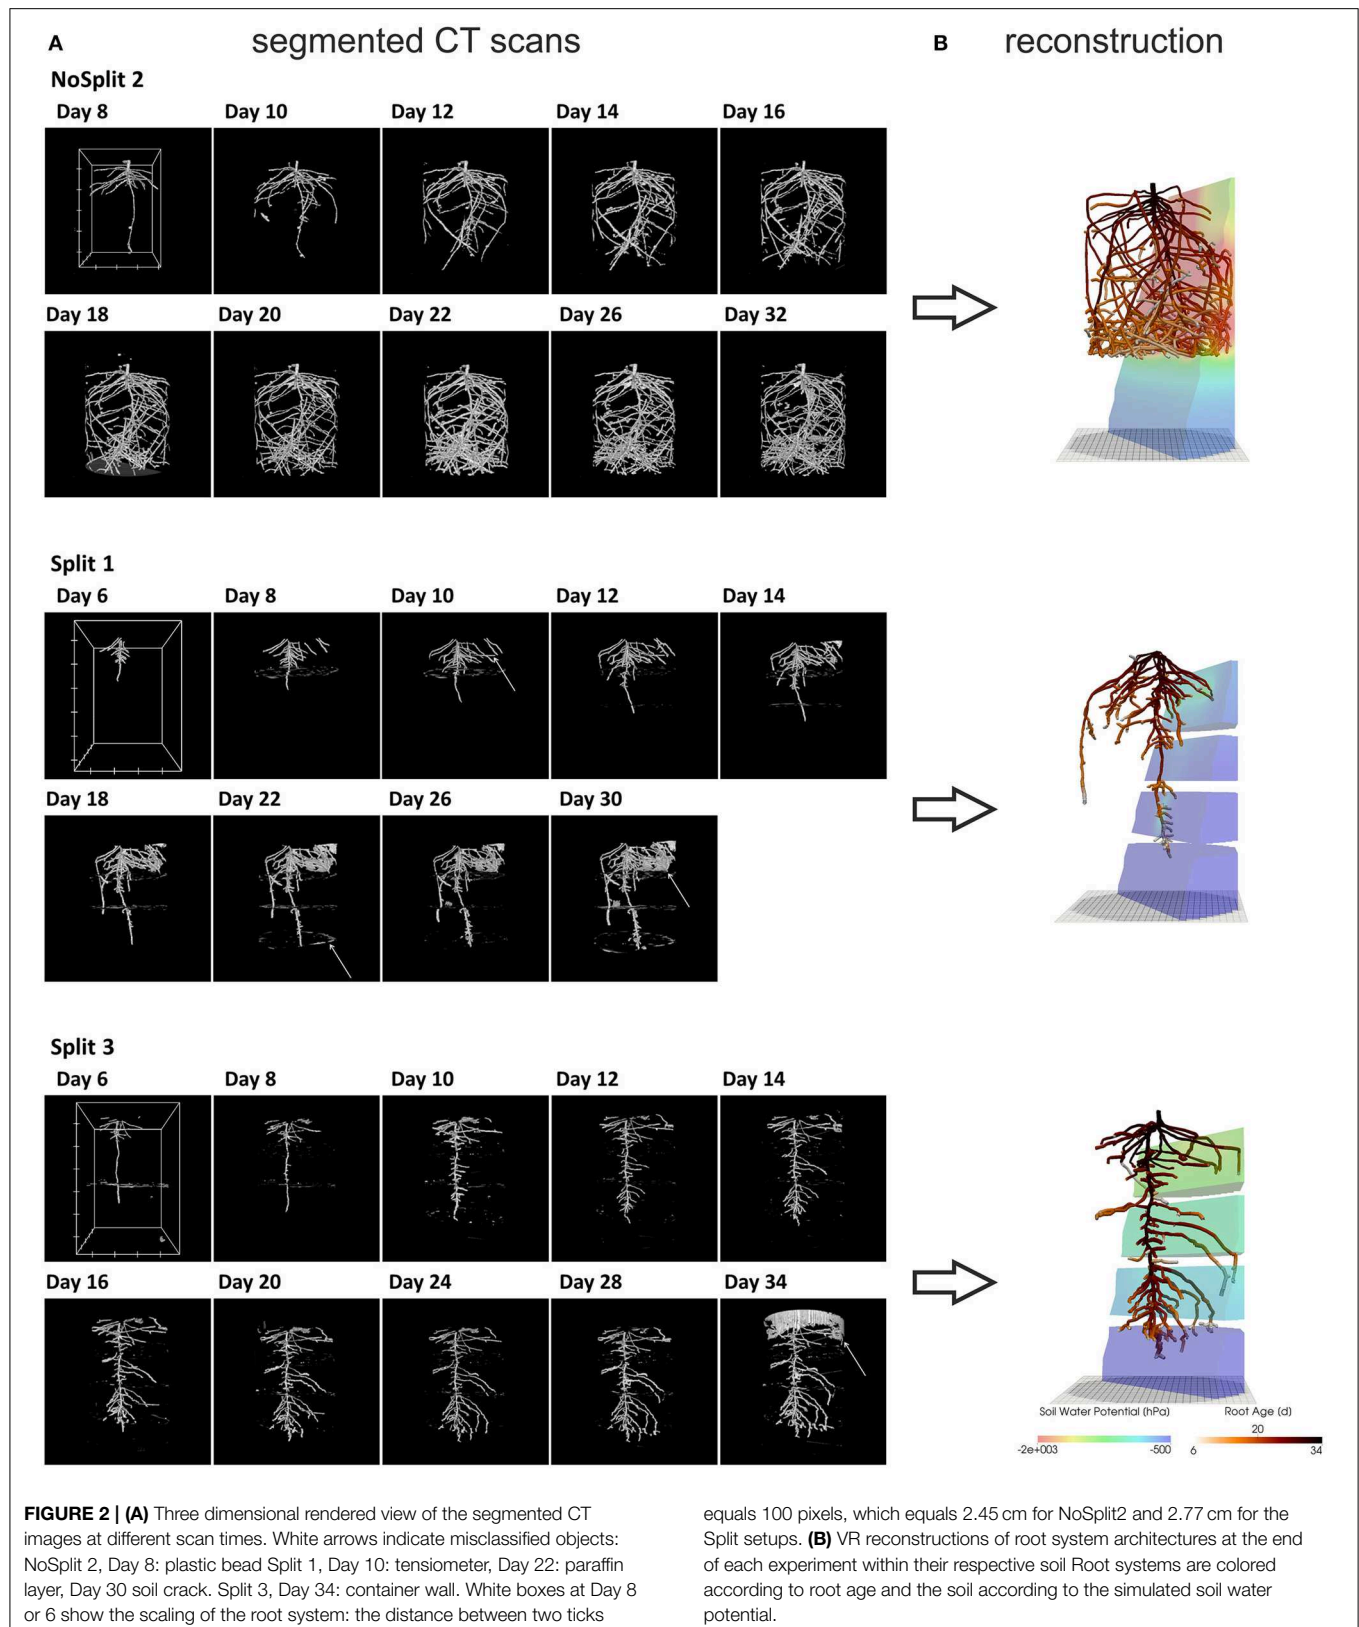 A segmented CT scans B reconstruction
NoSplit 2
Day 8 Day 10 Day 12 Day 14 Day 16
Day 18 Day 20 Day 22 Day 26 Day 32
Split 1
Day 6 Day 8 Day 10 Day 12 Day 14
Day 18 Day 22 Day 26 Day 30
Split 3
Day 6 Day 8 Day 10 Day 12 Day 14
Day 16 Day 20 Day 24 Day 28 Day 34
Soil Water Potential (hPa) Root Age (d)
20
-2e+003 -500 6 34
FIGURE 2 | (A) Three dimensional rendered view of the segmented CT
images at different scan times. White arrows indicate misclassified objects:
NoSplit 2, Day 8: plastic bead Split 1, Day 10: tensiometer, Day 22: paraffin
layer, Day 30 soil crack. Split 3, Day 34: container wall. White boxes at Day 8
or 6 show the scaling of the root system: the distance between two ticks
equals 100 pixels, which equals 2.45 cm for NoSplit2 and 2.77 cm for the
Split setups. (B) VR reconstructions of root system architectures at the end
of each experiment within their respective soil Root systems are colored
according to root age and the soil according to the simulated soil water
potential.